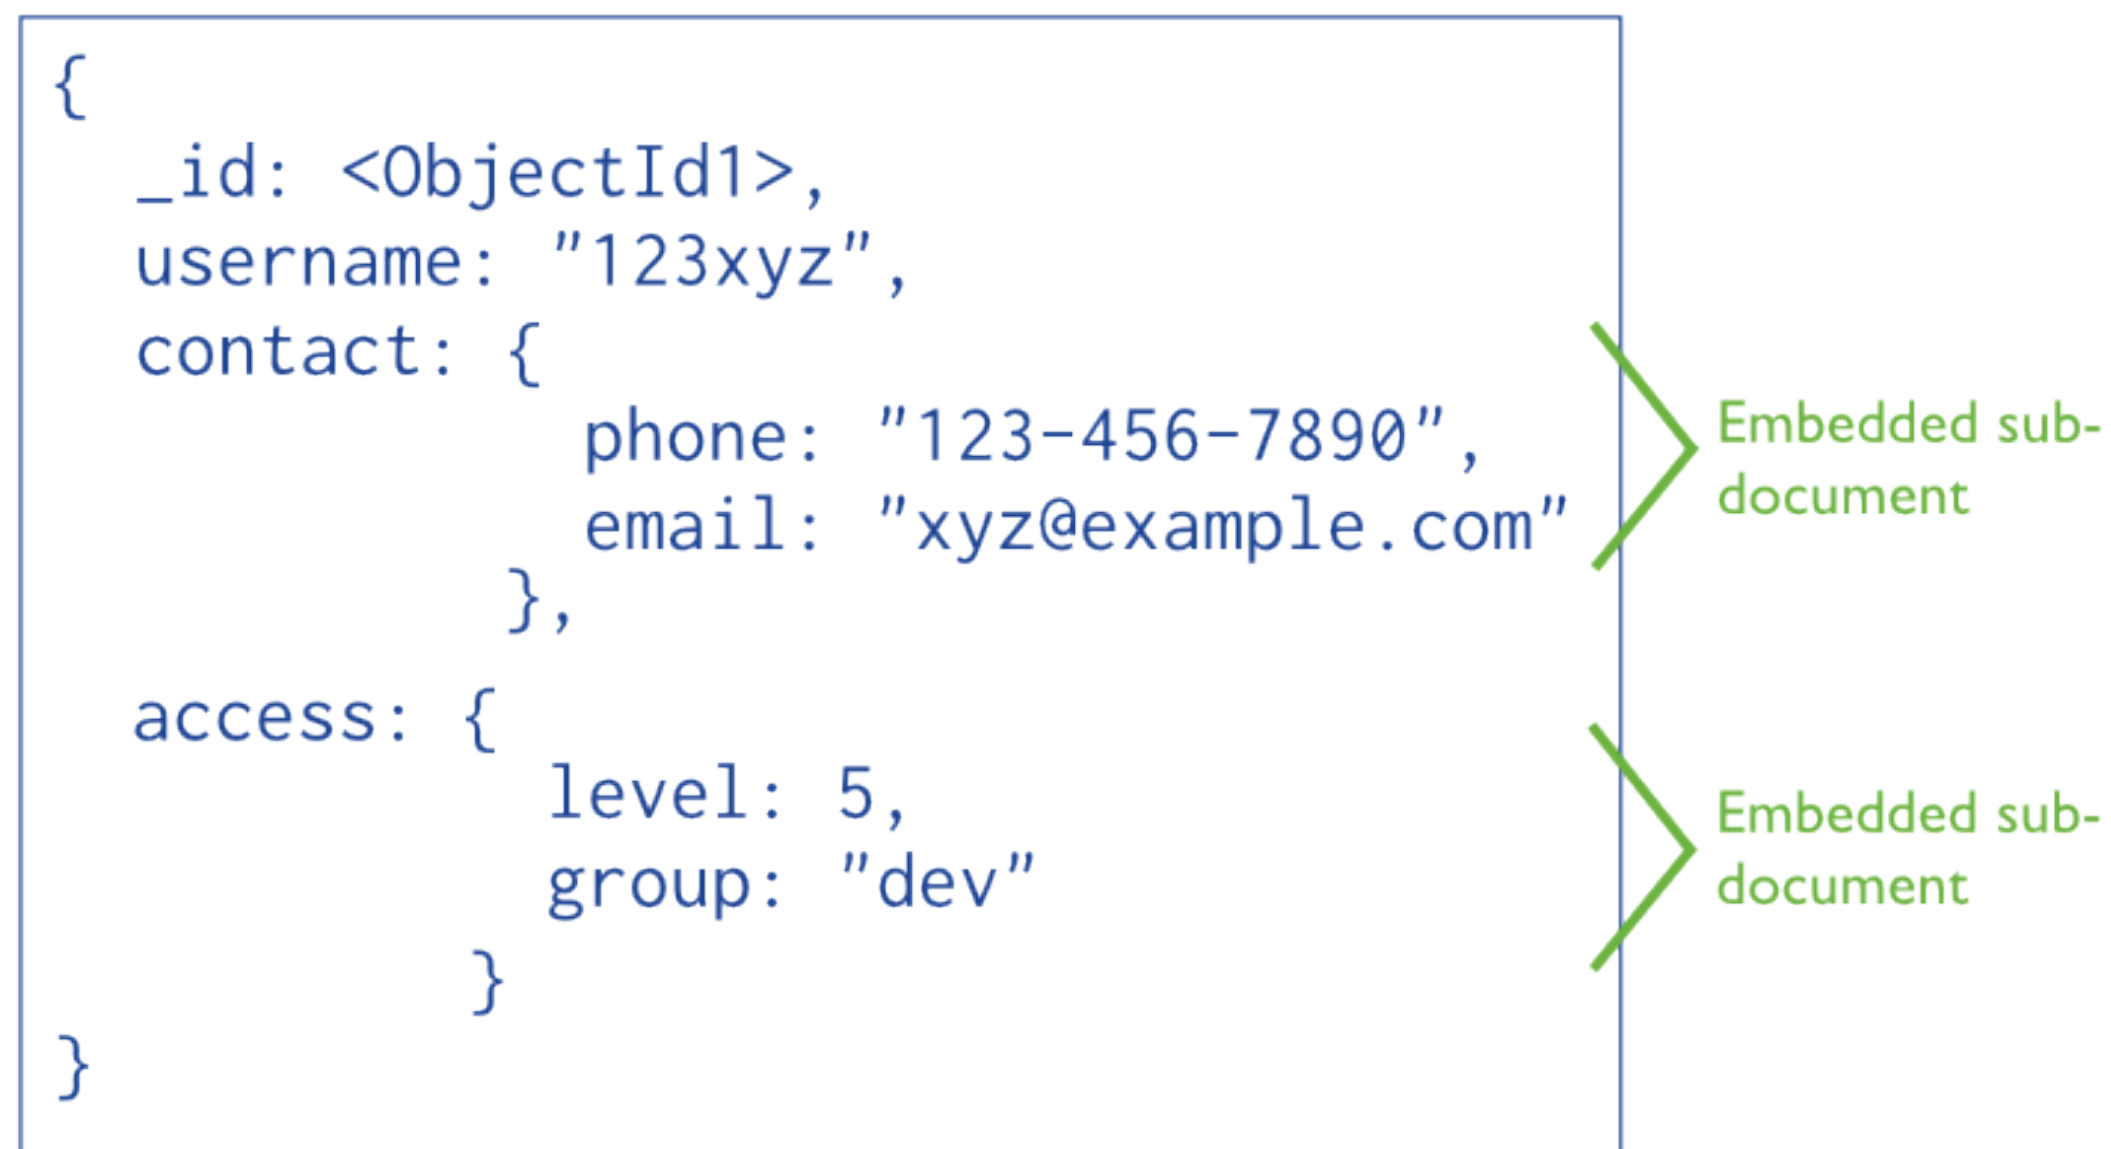 {
_id: <ObjectId1>,
username: "123xyz",
contact: {
phone: "123-456-7890",
email: "xyz@example.com"
},
access: {
level: 5,
group: "dev"
}
}
Embedded sub-
document
Embedded sub-
document